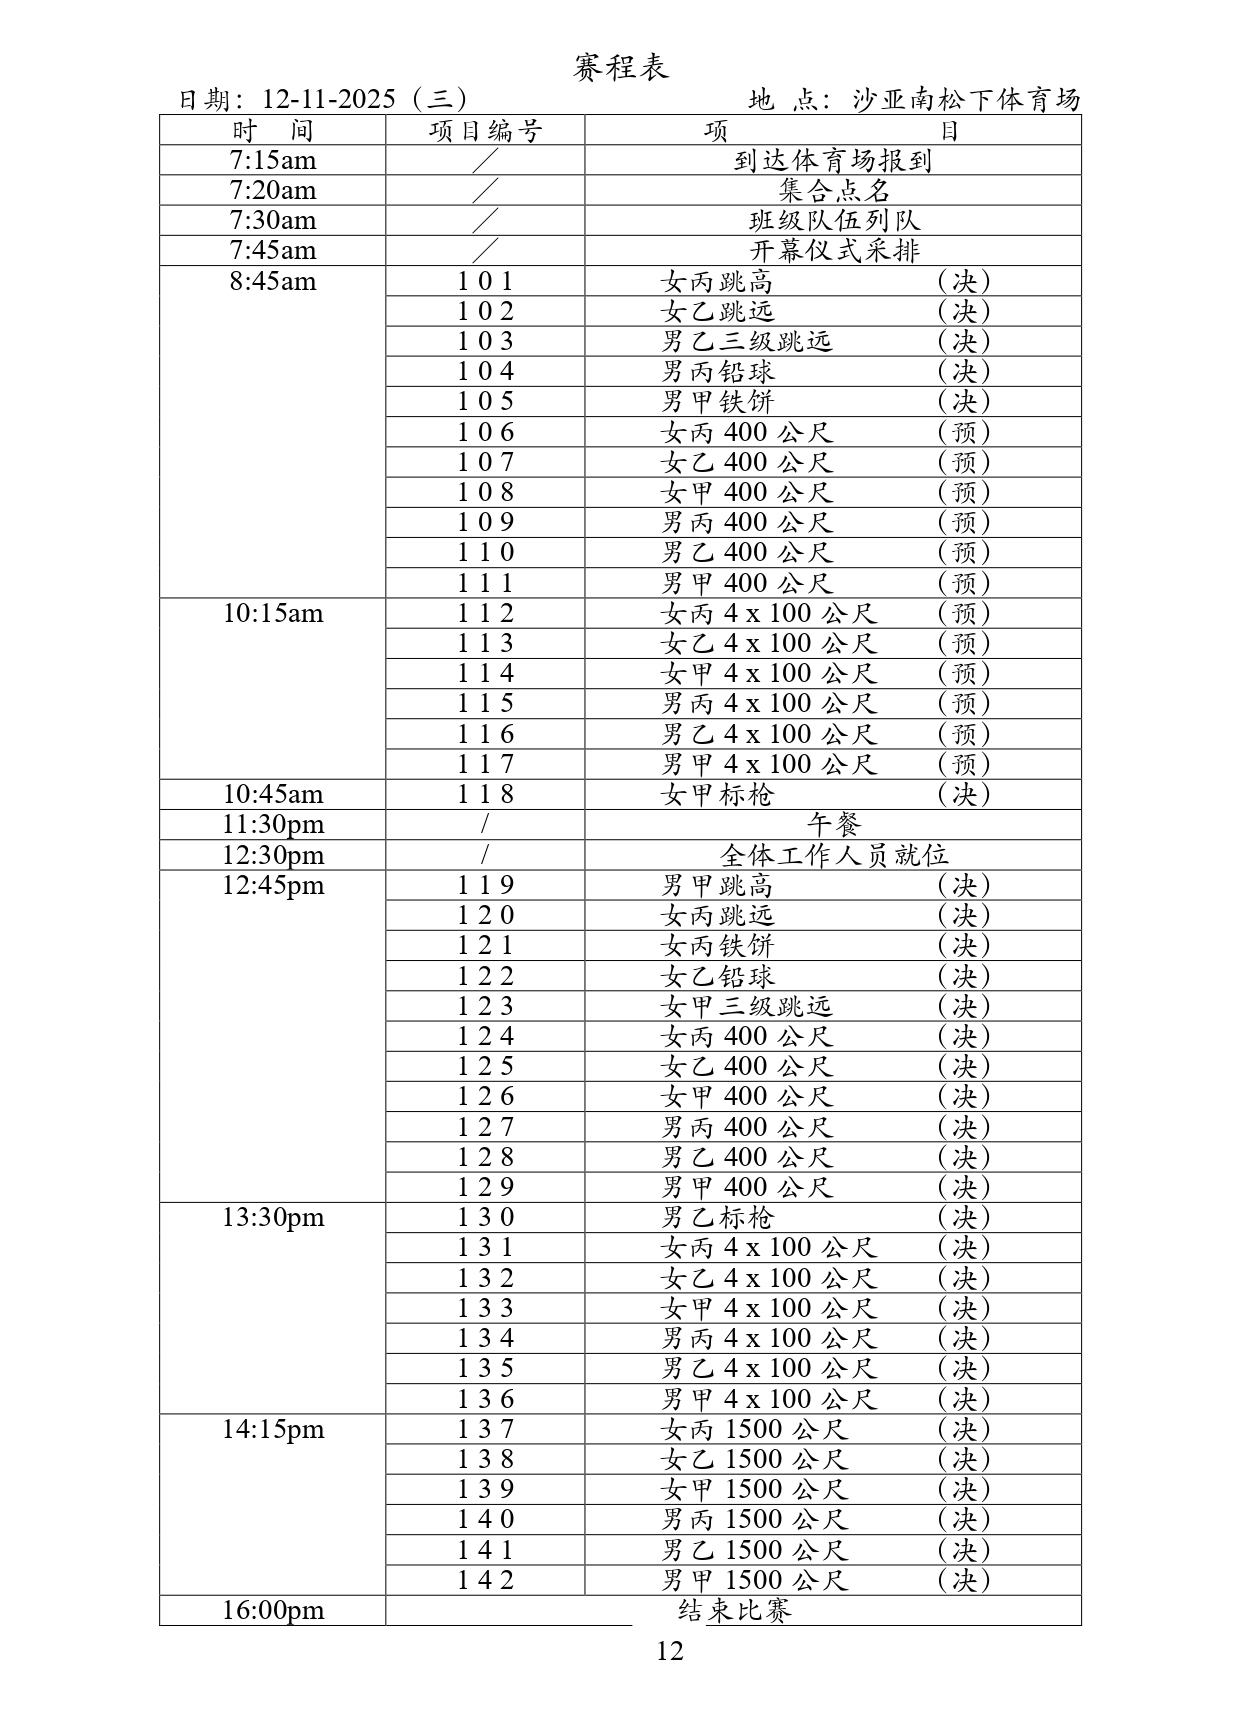 赛程表
日期：12-11-2025（三） 地 点：沙亚南松下体育场
时 间 项目编号 项 目
7:15am ／ 到达体育场报到
7:20am ／ 集合点名
7:30am ／ 班级队伍列队
7:45am ／ 开幕仪式采排
8:45am 101 女丙跳高 （决）
102 女乙跳远 （决）
103 男乙三级跳远 （决）
104 男丙铅球 （决）
105 男甲铁饼 （决）
106 女丙 400 公尺 （预）
107 女乙 400 公尺 （预）
108 女甲 400 公尺 （预）
109 男丙 400 公尺 （预）
110 男乙 400 公尺 （预）
111 男甲 400 公尺 （预）
10:15am 112 女丙 4 x 100 公尺 （预）
113 女乙 4 x 100 公尺 （预）
114 女甲 4 x 100 公尺 （预）
115 男丙 4 x 100 公尺 （预）
116 男乙 4 x 100 公尺 （预）
117 男甲 4 x 100 公尺 （预）
10:45am 118 女甲标枪 （决）
11:30pm / 午餐
12:30pm / 全体工作人员就位
12:45pm 119 男甲跳高 （决）
120 女丙跳远 （决）
121 女丙铁饼 （决）
122 女乙铅球 （决）
123 女甲三级跳远 （决）
124 女丙 400 公尺 （决）
125 女乙 400 公尺 （决）
126 女甲 400 公尺 （决）
127 男丙 400 公尺 （决）
128 男乙 400 公尺 （决）
129 男甲 400 公尺 （决）
13:30pm 130 男乙标枪 （决）
131 女丙 4 x 100 公尺 （决）
132 女乙 4 x 100 公尺 （决）
133 女甲 4 x 100 公尺 （决）
134 男丙 4 x 100 公尺 （决）
135 男乙 4 x 100 公尺 （决）
136 男甲 4 x 100 公尺 （决）
14:15pm 137 女丙 1500 公尺 （决）
138 女乙 1500 公尺 （决）
139 女甲 1500 公尺 （决）
140 男丙 1500 公尺 （决）
141 男乙 1500 公尺 （决）
142 男甲 1500 公尺 （决）
16:00pm 结束比赛
12